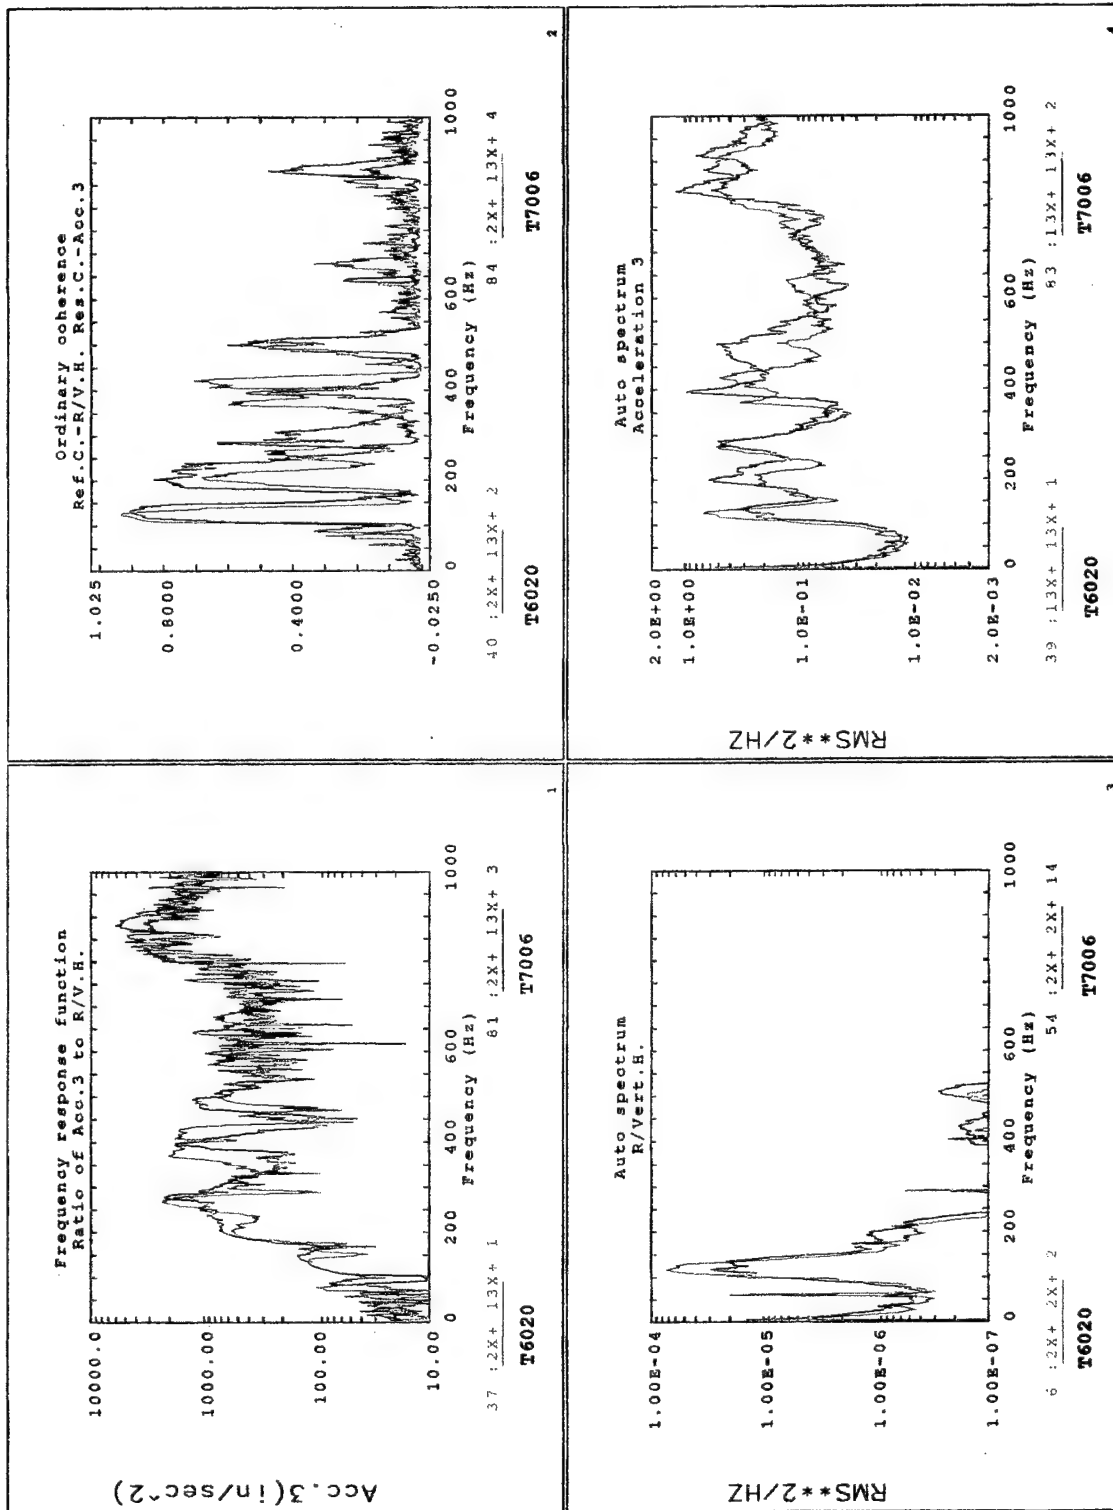 Frequency response function
Ratio of Acc.3 to R/V.H.
Acc.3(in/sec^2)
10000.0
1000.00
100.00
10.00
0 200 400 600 1000
Frequency (Hz)
37 :2X+ 13X+ 1 81 :2X+ 13X+ 3
T6020 T7006
1
Ordinary coherence
Ref.C.-R/V.H. Res.C.-Acc.3
1.025
0.8000
0.4000
-0.0250
0 200 400 600 1000
Frequency (Hz)
40 :2X+ 13X+ 2 84 :2X+ 13X+ 4
T6020 T7006
2
Auto spectrum
R/Vert.H.
RMS**2/HZ
1.00E-04
1.00E-05
1.00E-06
1.00E-07
0 200 400 600 1000
Frequency (Hz)
6 :2X+ 2X+ 2 54 :2X+ 2X+ 14
T6020 T7006
3
Auto spectrum
Acceleration 3
RMS**2/HZ
2.0E+00
1.0E+00
1.0E-01
1.0E-02
2.0E-03
0 200 400 600 1000
Frequency (Hz)
39 :13X+ 13X+ 1 83 :13X+ 13X+ 2
T6020 T7006
4